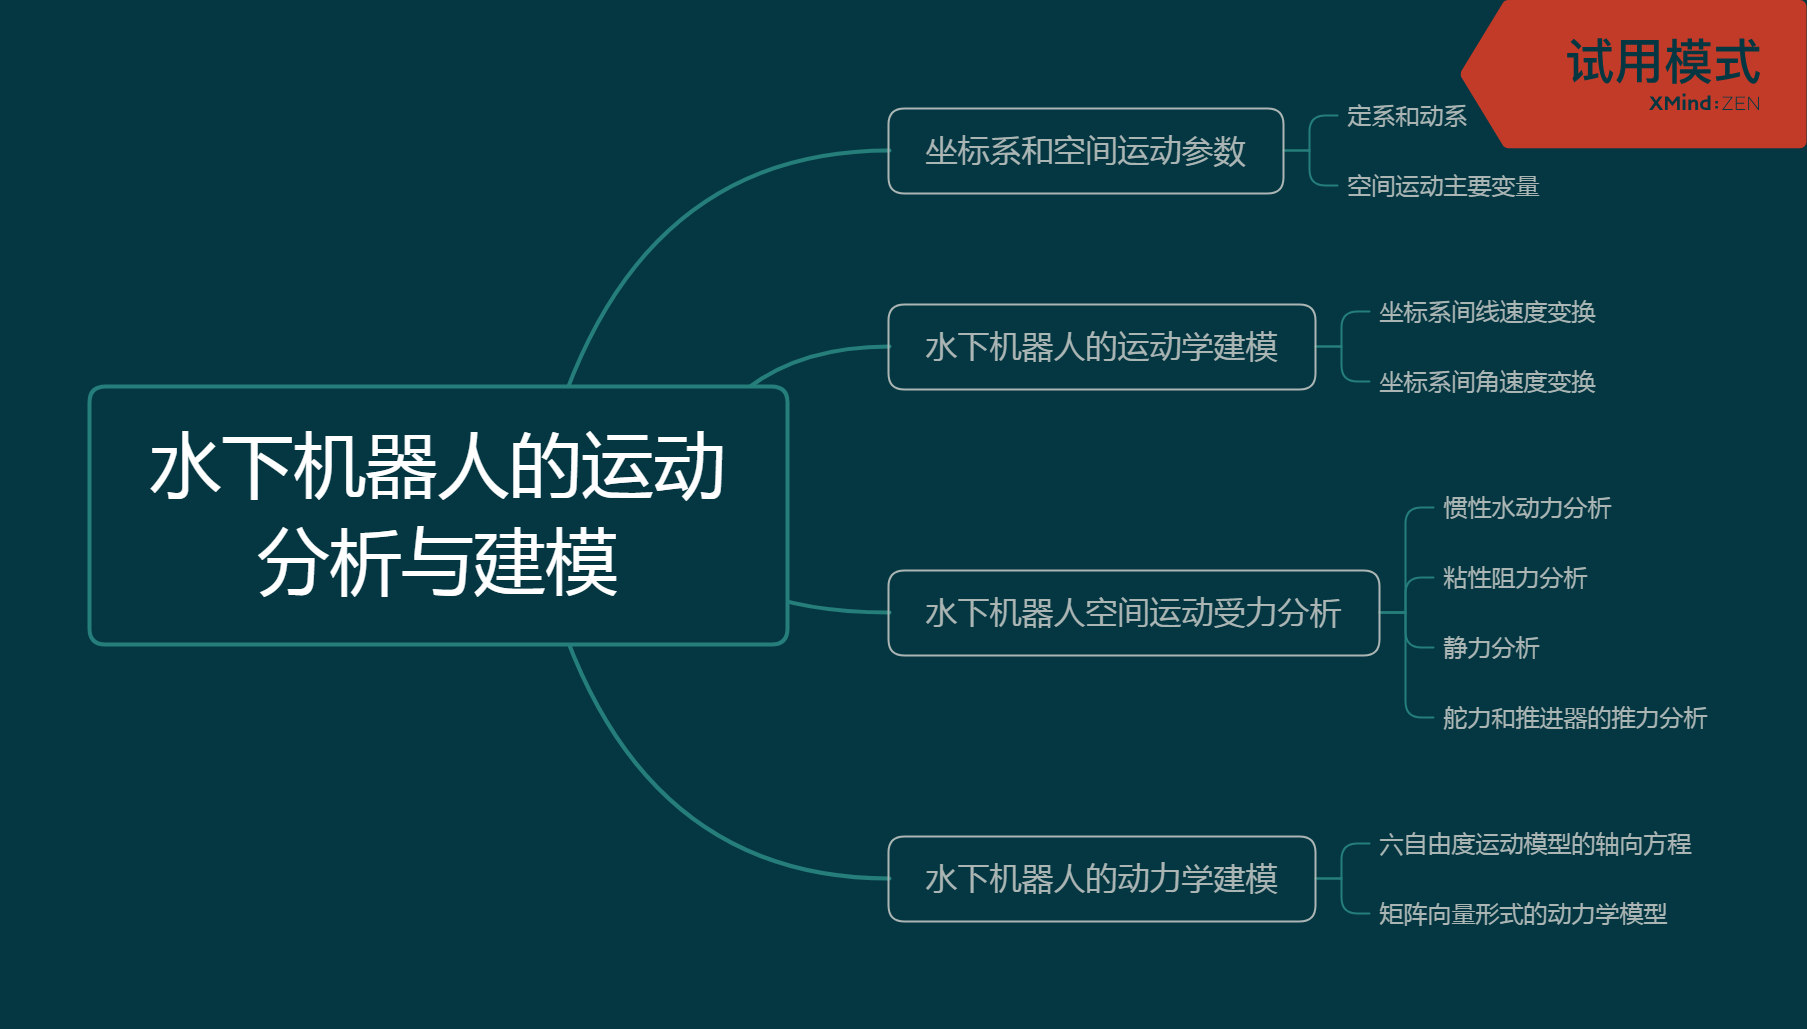 试用模式
XMind:ZEN
水下机器人的运动
分析与建模
坐标系和空间运动参数
定系和动系
空间运动主要变量
水下机器人的运动学建模
坐标系间线速度变换
坐标系间角速度变换
水下机器人空间运动受力分析
惯性水动力分析
粘性阻力分析
静力分析
舵力和推进器的推力分析
水下机器人的动力学建模
六自由度运动模型的轴向方程
矩阵向量形式的动力学模型